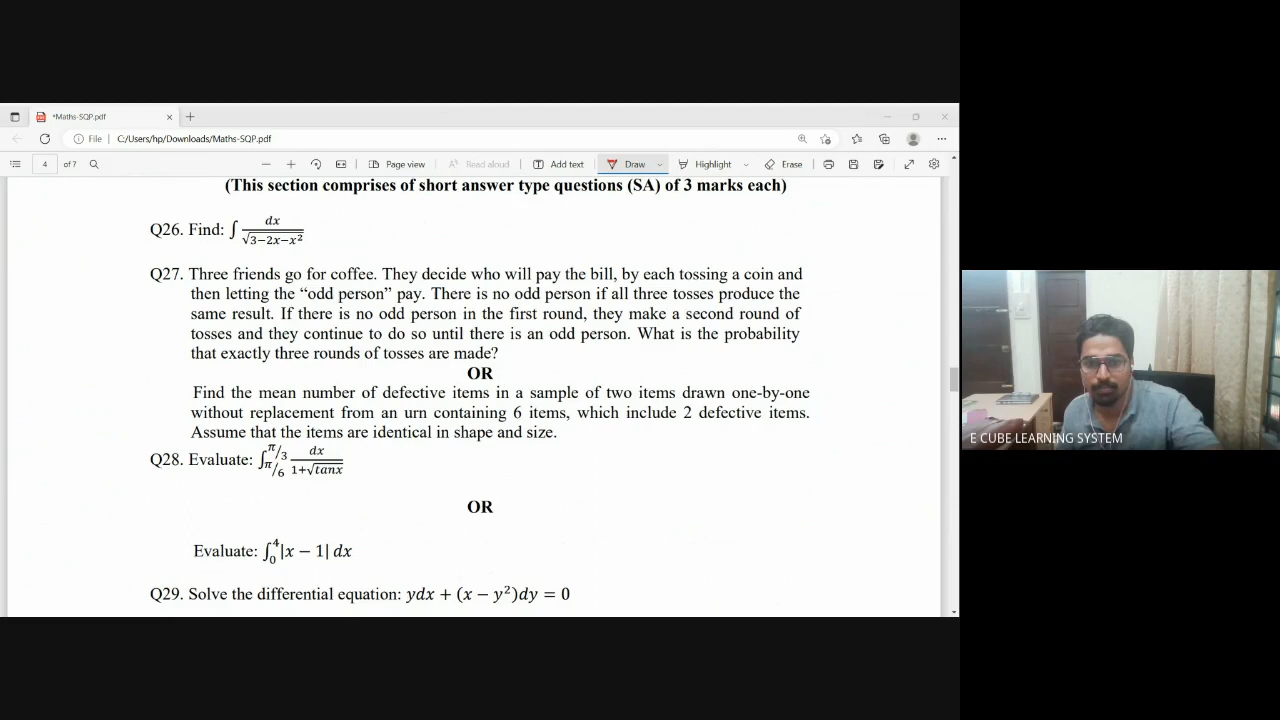 *Maths-SQP.pdf
File | C:/Users/hp/Downloads/Maths-SQP.pdf
4 of 7 Page view Read aloud Add text Draw Highlight Erase
(This section comprises of short answer type questions (SA) of 3 marks each)
Q26. Find: ∫ dx/√(3−2x−x²)
Q27. Three friends go for coffee. They decide who will pay the bill, by each tossing a coin and
then letting the “odd person” pay. There is no odd person if all three tosses produce the
same result. If there is no odd person in the first round, they make a second round of
tosses and they continue to do so until there is an odd person. What is the probability
that exactly three rounds of tosses are made?
OR
Find the mean number of defective items in a sample of two items drawn one-by-one
without replacement from an urn containing 6 items, which include 2 defective items.
Assume that the items are identical in shape and size.
Q28. Evaluate: ∫_{π/6}^{π/3} dx/(1+√tanx)
OR
Evaluate: ∫_0^4 |x − 1| dx
Q29. Solve the differential equation: ydx + (x − y²)dy = 0
E CUBE LEARNING SYSTEM